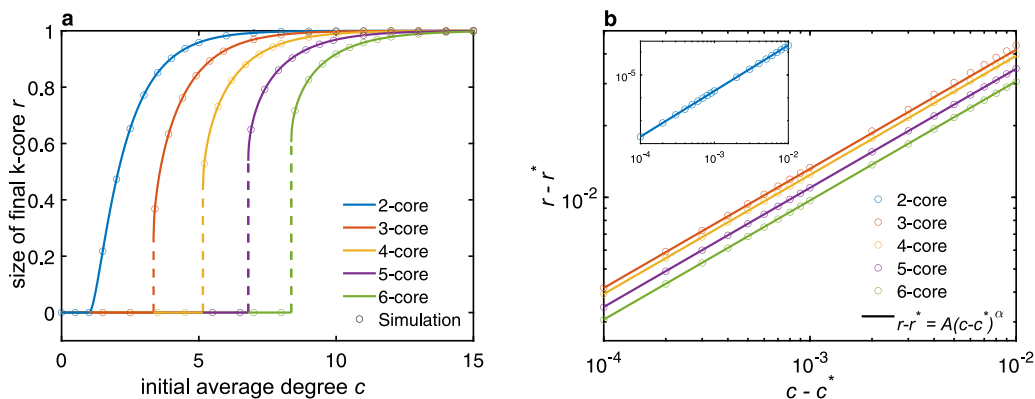 a
1
0.8
0.6
0.4
0.2
0
size of final k-core r
2-core
3-core
4-core
5-core
6-core
Simulation
0
5
10
15
initial average degree c
b
10^-2
r - r^*
10^-5
10^-4
10^-3
10^-2
2-core
3-core
4-core
5-core
6-core
r-r^* = A(c-c^*)^α
10^-4
10^-3
10^-2
c - c^*